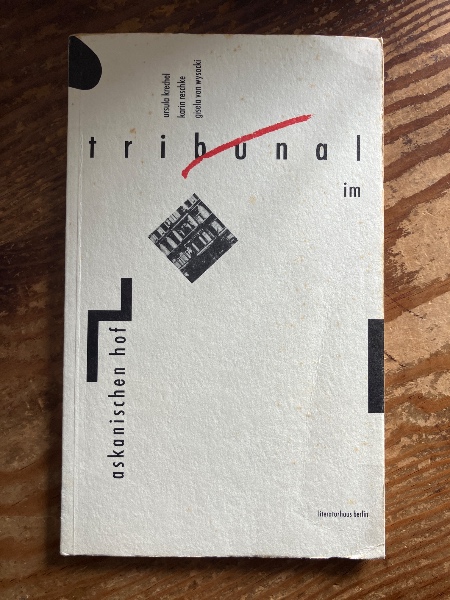 ursula krechel
karin reschke
gisela von wysocki
tribunal
im
askanischen hof
literaturhaus berlin